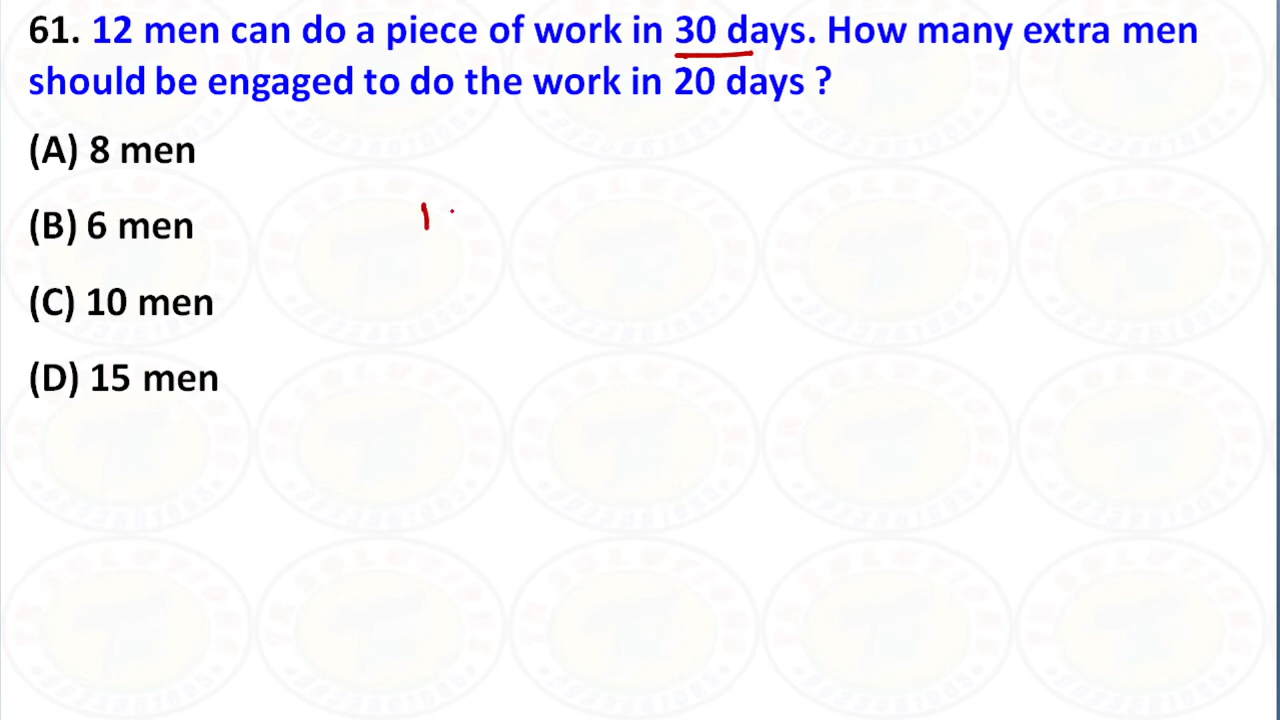 61. 12 men can do a piece of work in 30 days. How many extra men
should be engaged to do the work in 20 days ?
(A) 8 men
(B) 6 men
(C) 10 men
(D) 15 men